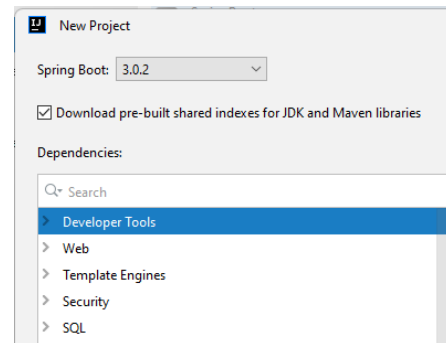 New Project
Spring Boot: 3.0.2
Download pre-built shared indexes for JDK and Maven libraries
Dependencies:
Search
Developer Tools
Web
Template Engines
Security
SQL